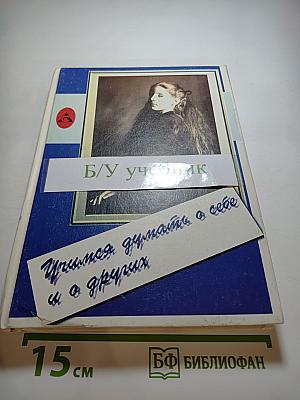 Б/У учебник
Учимся думать о себе
и о других
15 см
БФ БИБЛИОФАН